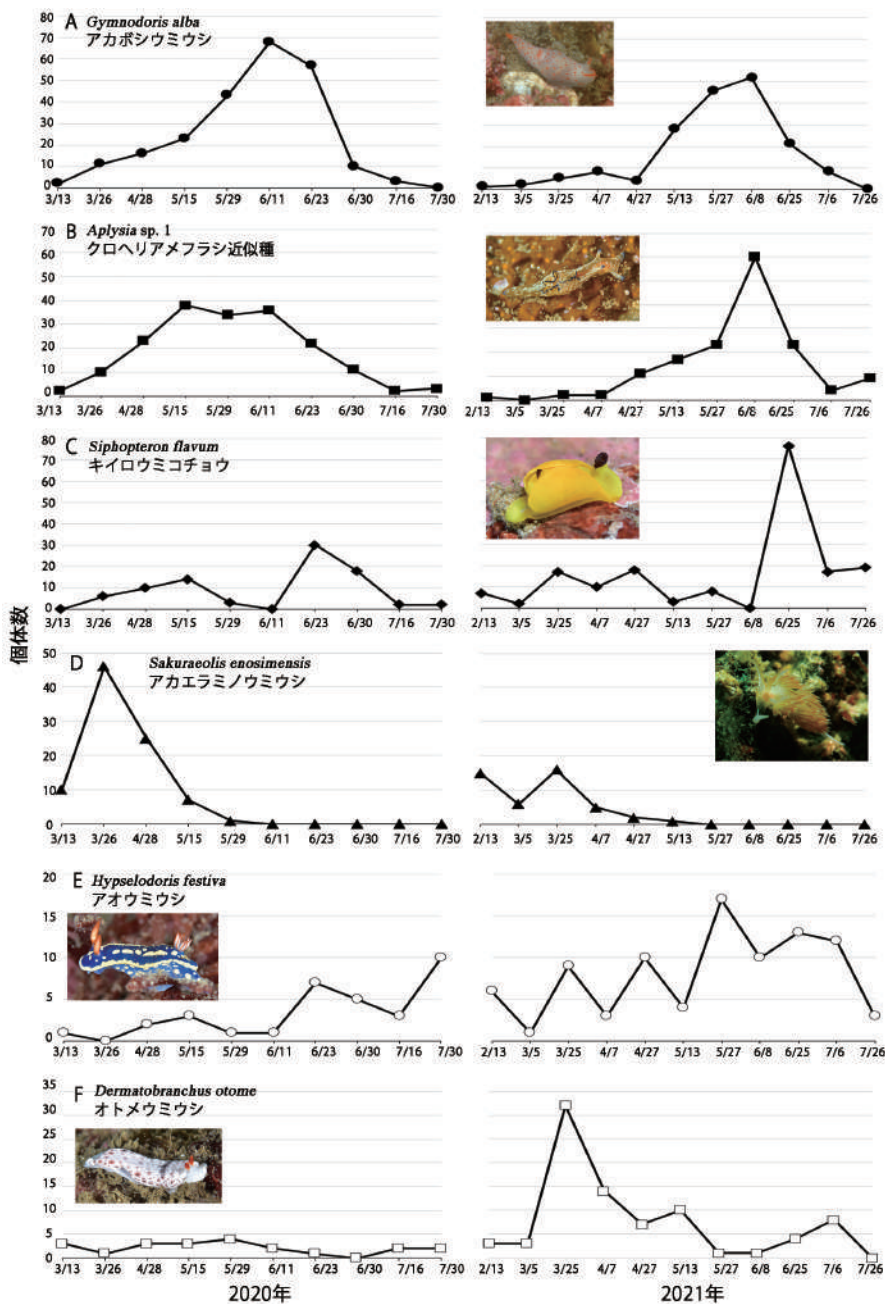 80
70
60
50
40
30
20
10
0
A Gymnodoris alba
アカボシウミウシ
3/13 3/26 4/28 5/15 5/29 6/11 6/23 6/30 7/16 7/30
2/13 3/5 3/25 4/7 4/27 5/13 5/27 6/8 6/25 7/6 7/26
70
60
50
40
30
20
10
0
B Aplysia sp. 1
クロヘリアメフラシ近似種
3/13 3/26 4/28 5/15 5/29 6/11 6/23 6/30 7/16 7/30
2/13 3/5 3/25 4/7 4/27 5/13 5/27 6/8 6/25 7/6 7/26
80
70
60
50
40
30
20
10
0
C Siphopteron flavum
キイロウミコチョウ
3/13 3/26 4/28 5/15 5/29 6/11 6/23 6/30 7/16 7/30
2/13 3/5 3/25 4/7 4/27 5/13 5/27 6/8 6/25 7/6 7/26
個体数
50
40
30
20
10
0
D Sakuraeolis enosimensis
アカエラミノウミウシ
3/13 3/26 4/28 5/15 5/29 6/11 6/23 6/30 7/16 7/30
2/13 3/5 3/25 4/7 4/27 5/13 5/27 6/8 6/25 7/6 7/26
20
15
10
5
0
E Hypselodoris festiva
アオウミウシ
3/13 3/26 4/28 5/15 5/29 6/11 6/23 6/30 7/16 7/30
2/13 3/5 3/25 4/7 4/27 5/13 5/27 6/8 6/25 7/6 7/26
35
30
25
20
15
10
5
0
F Dermatobranchus otome
オトメウミウシ
3/13 3/26 4/28 5/15 5/29 6/11 6/23 6/30 7/16 7/30
2/13 3/5 3/25 4/7 4/27 5/13 5/27 6/8 6/25 7/6 7/26
2020年
2021年